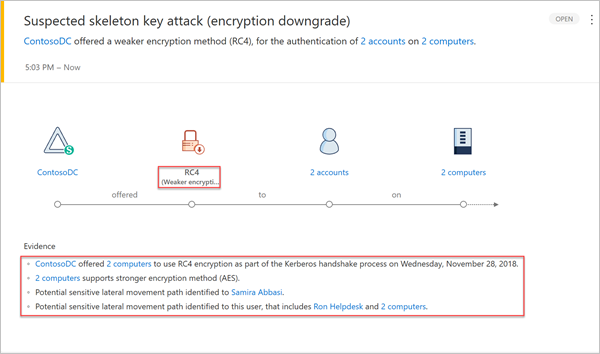 Suspected skeleton key attack (encryption downgrade)
OPEN
ContosoDC offered a weaker encryption method (RC4), for the authentication of 2 accounts on 2 computers.
5:03 PM – Now
ContosoDC
RC4
(Weaker encrypti...
2 accounts
2 computers
offered
to
on
Evidence
ContosoDC offered 2 computers to use RC4 encryption as part of the Kerberos handshake process on Wednesday, November 28, 2018.
2 computers supports stronger encryption method (AES).
Potential sensitive lateral movement path identified to Samira Abbasi.
Potential sensitive lateral movement path identified to this user, that includes Ron Helpdesk and 2 computers.